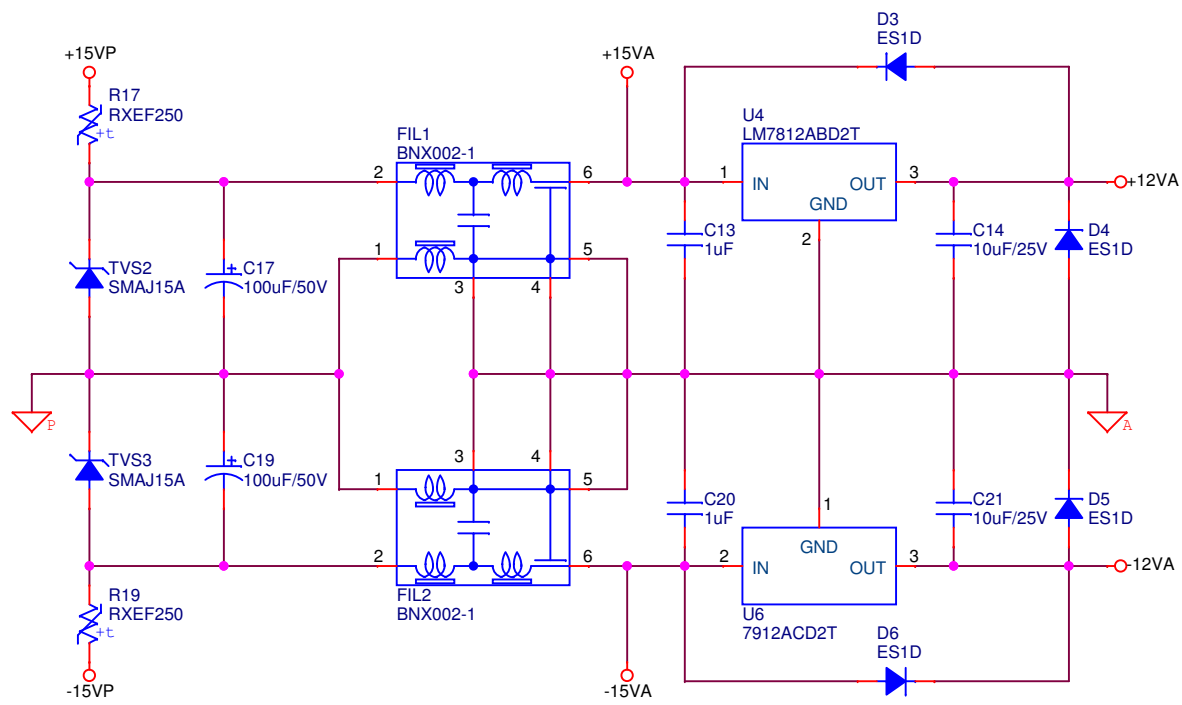 D3
ES1D
+15VP
+15VA
R17
RXEF250
+t
U4
LM7812ABD2T
FIL1
BNX002-1
2
6
1
IN
OUT
3
+12VA
GND
2
C13
1uF
C14
10uF/25V
D4
ES1D
1
5
TVS2
SMAJ15A
+
C17
100uF/50V
3
4
P
A
TVS3
SMAJ15A
+
C19
100uF/50V
3
4
1
5
C20
1uF
1
C21
10uF/25V
D5
ES1D
GND
2
6
2
IN
OUT
3
-12VA
R19
RXEF250
+t
FIL2
BNX002-1
U6
7912ACD2T
D6
ES1D
-15VP
-15VA